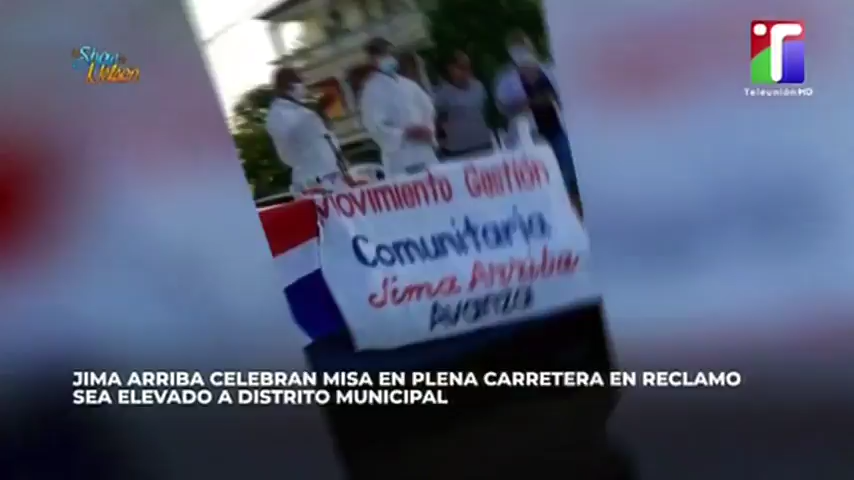 Show
Nelson
Teleunión HD
Movimiento Gestión
Comunitaria
Jima Arriba
Avanza
JIMA ARRIBA CELEBRAN MISA EN PLENA CARRETERA EN RECLAMO
SEA ELEVADO A DISTRITO MUNICIPAL